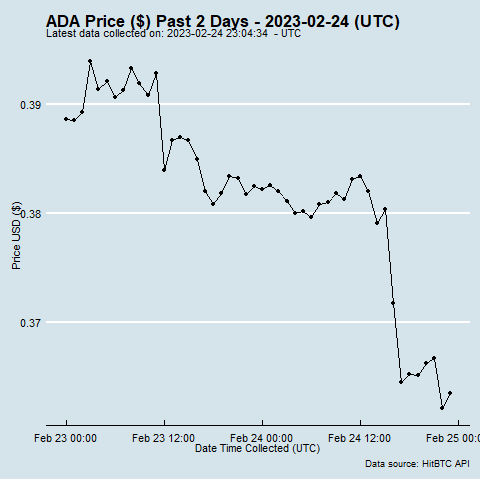 ADA Price ($) Past 2 Days - 2023-02-24 (UTC)
Latest data collected on: 2023-02-24 23:04:34 - UTC
0.39
0.38
0.37
Price USD ($)
Feb 23 00:00
Feb 23 12:00
Feb 24 00:00
Feb 24 12:00
Feb 25 00:0
Date Time Collected (UTC)
Data source: HitBTC API